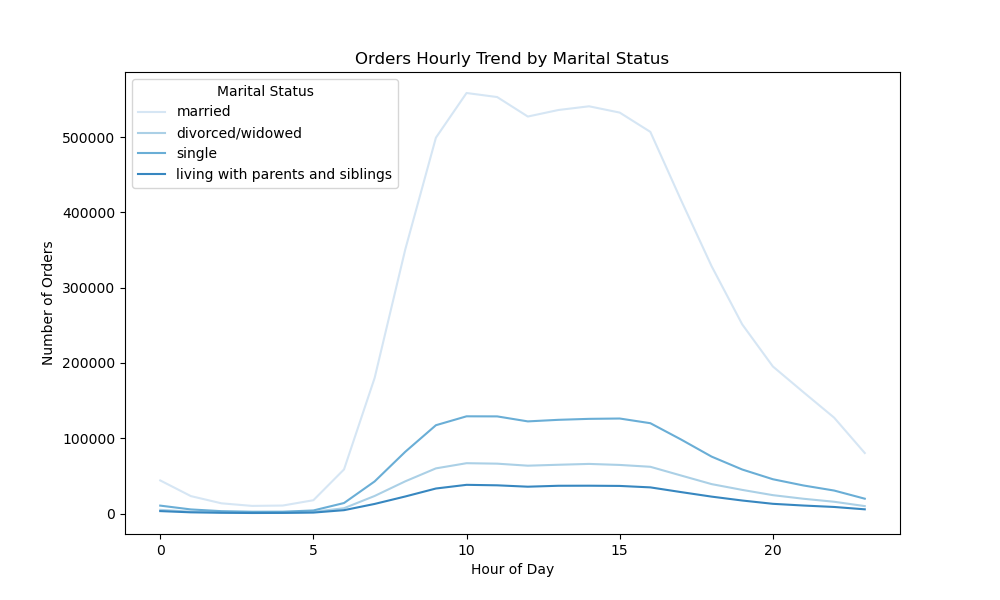 Orders Hourly Trend by Marital Status
Marital Status
married
divorced/widowed
single
living with parents and siblings
Number of Orders
500000
400000
300000
200000
100000
0
0 5 10 15 20
Hour of Day